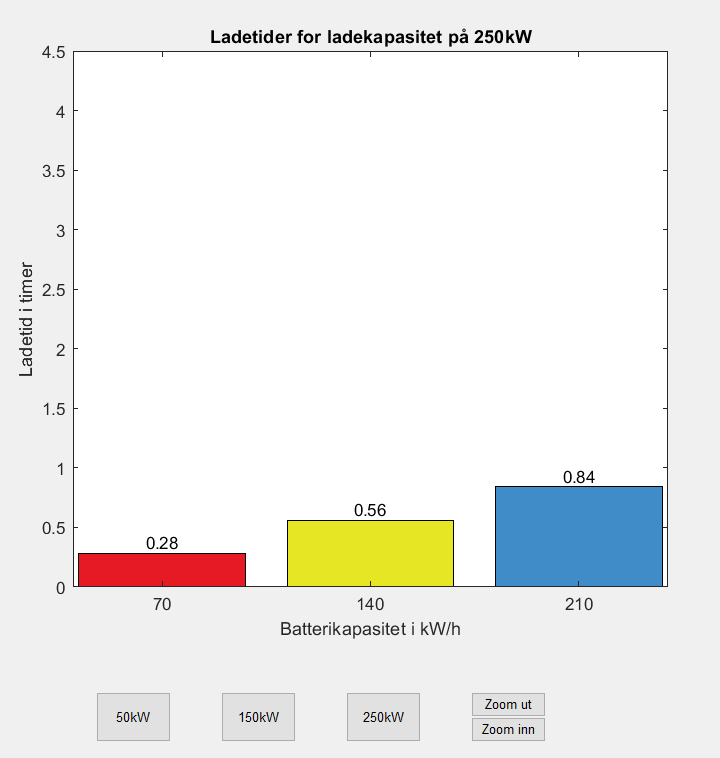 Ladetider for ladekapasitet på 250kW
4.5
4
3.5
3
2.5
2
1.5
1
0.5
0
Ladetid i timer
0.28
0.56
0.84
70 140 210
Batterikapasitet i kW/h
50kW 150kW 250kW Zoom ut
Zoom inn